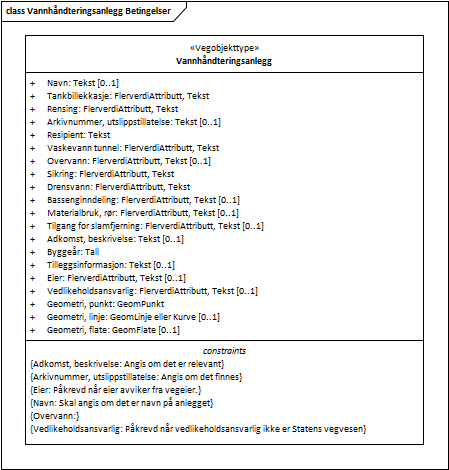 class Vannhåndteringsanlegg Betingelser
«Vegobjekttype»
Vannhåndteringsanlegg
+ Navn: Tekst [0..1]
+ Tankbillekkasje: FlerverdiAttributt, Tekst
+ Rensing: FlerverdiAttributt, Tekst
+ Arkivnummer, utslippstillatelse: Tekst [0..1]
+ Resipient: Tekst
+ Vaskevann tunnel: FlerverdiAttributt, Tekst
+ Overvann: FlerverdiAttributt, Tekst [0..1]
+ Sikring: FlerverdiAttributt, Tekst
+ Drensvann: FlerverdiAttributt, Tekst
+ Bassenginndeling: FlerverdiAttributt, Tekst [0..1]
+ Materialbruk, rør: FlerverdiAttributt, Tekst [0..1]
+ Tilgang for slamfjerning: FlerverdiAttributt, Tekst [0..1]
+ Adkomst, beskrivelse: Tekst [0..1]
+ Byggeår: Tall
+ Tilleggsinformasjon: Tekst [0..1]
+ Eier: FlerverdiAttributt, Tekst [0..1]
+ Vedlikeholdsansvarlig: FlerverdiAttributt, Tekst [0..1]
+ Geometri, punkt: GeomPunkt
+ Geometri, linje: GeomLinje eller Kurve [0..1]
+ Geometri, flate: GeomFlate [0..1]
constraints
{Adkomst, beskrivelse: Angis om det er relevant}
{Arkivnummer, utslippstillatelse: Angis om det finnes}
{Eier: Påkrevd når eier avviker fra vegeier.}
{Navn: Skal angis om det er navn på anlegget}
{Overvann:}
{Vedlikeholdsansvarlig: Påkrevd når vedlikeholdsansvarlig ikke er Statens vegvesen}